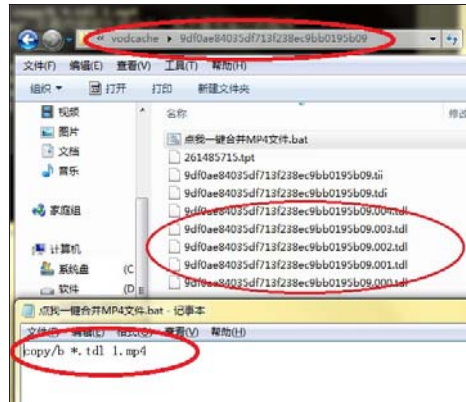 « vodcache ▸ 9df0ae84035df713f238ec9bb0195b09
文件(F) 编辑(E) 查看(V) 工具(T) 帮助(H)
组织 ▼ 打开 打印 新建文件夹
视频
图片
文档
音乐
家庭组
计算机
系统盘 (C
软件 (D
名称
点我一键合并MP4文件.bat
261485715.tpt
9df0ae84035df713f238ec9bb0195b09.tii
9df0ae84035df713f238ec9bb0195b09.tdi
9df0ae84035df713f238ec9bb0195b09.004.tdl
9df0ae84035df713f238ec9bb0195b09.003.tdl
9df0ae84035df713f238ec9bb0195b09.002.tdl
9df0ae84035df713f238ec9bb0195b09.001.tdl
9df0ae84035df713f238ec9bb0195b09.000.tdl
点我一键合并MP4文件.bat - 记事本
文件(F) 编辑(E) 格式(O) 查看(V) 帮助(H)
copy/b *.tdl 1.mp4